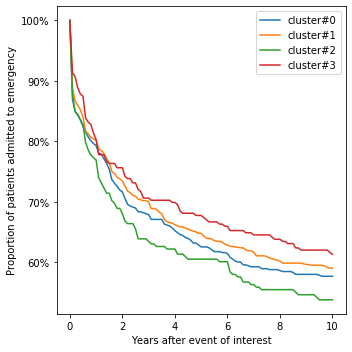 cluster#0
cluster#1
cluster#2
cluster#3
100%
90%
80%
70%
60%
Proportion of patients admitted to emergency
0
2
4
6
8
10
Years after event of interest